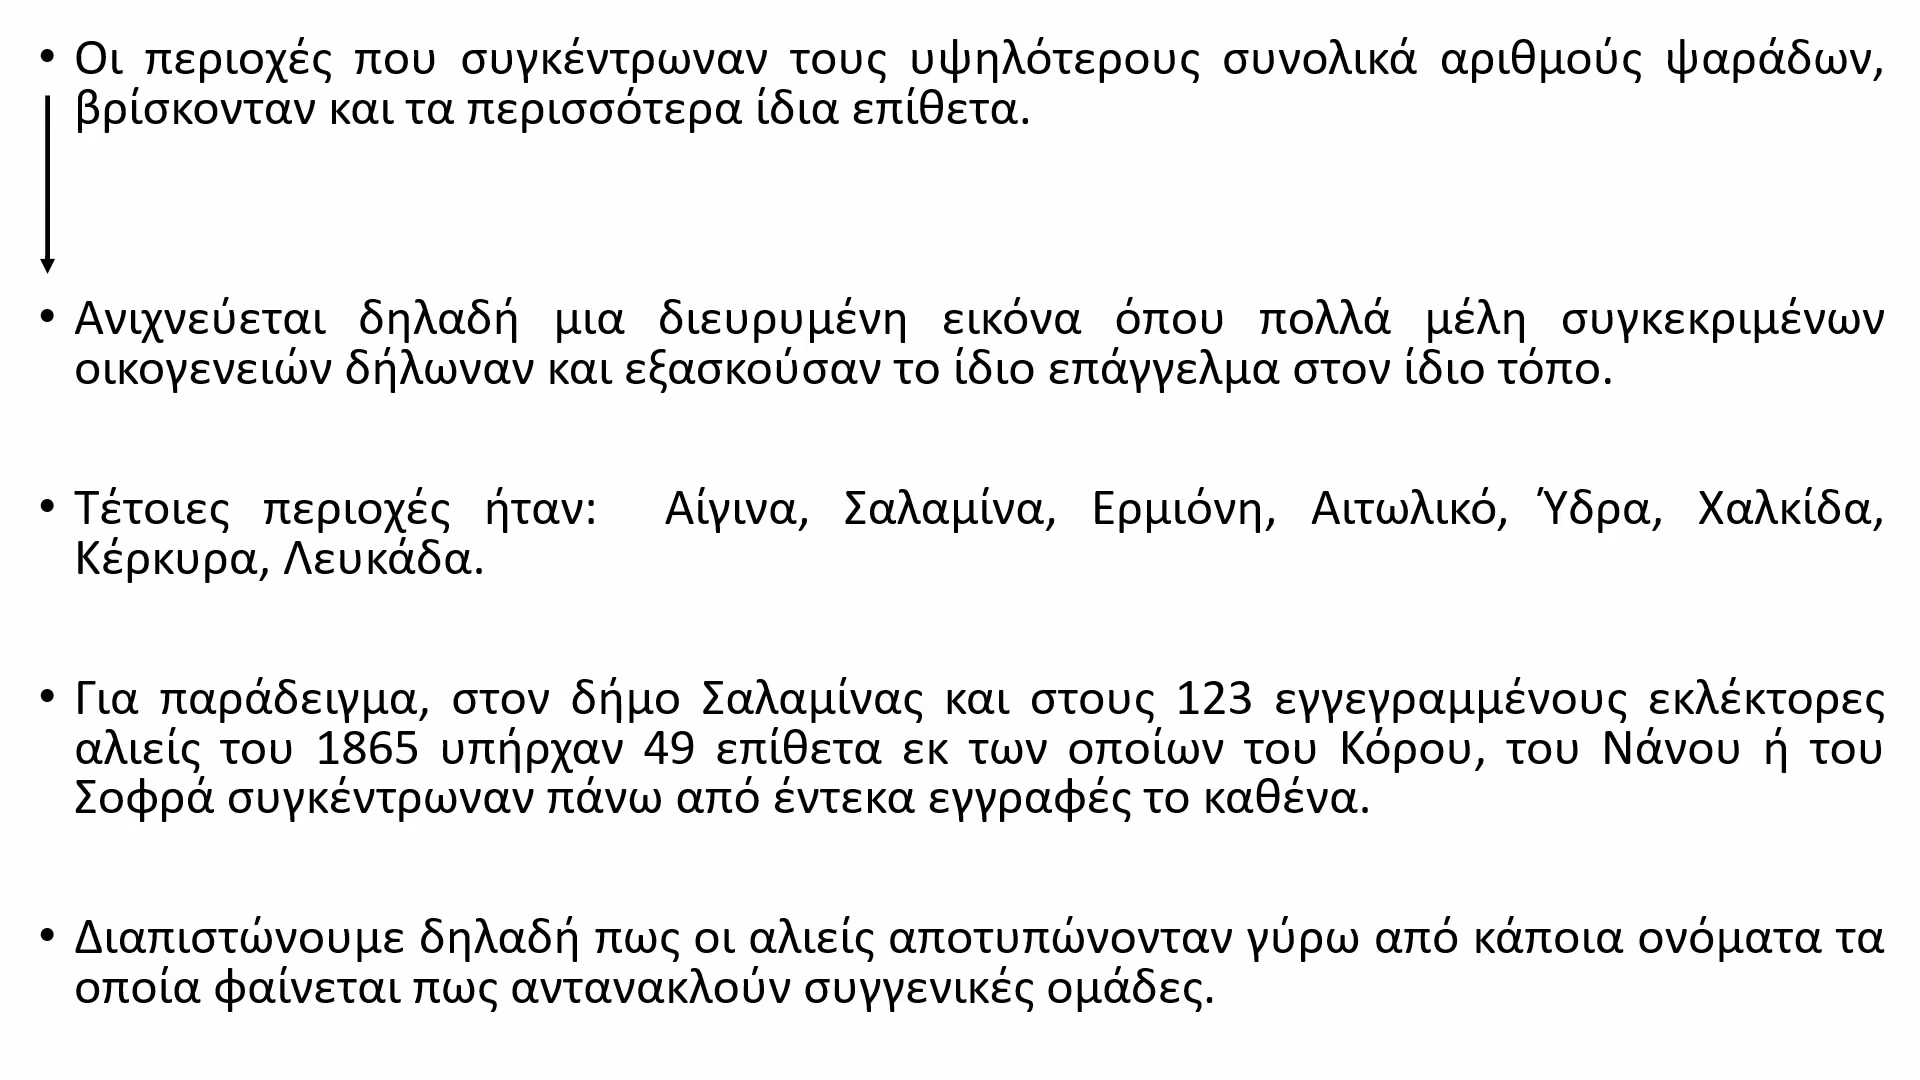 • Οι περιοχές που συγκέντρωναν τους υψηλότερους συνολικά αριθμούς ψαράδων,
βρίσκονταν και τα περισσότερα ίδια επίθετα.
• Ανιχνεύεται δηλαδή μια διευρυμένη εικόνα όπου πολλά μέλη συγκεκριμένων
οικογενειών δήλωναν και εξασκούσαν το ίδιο επάγγελμα στον ίδιο τόπο.
• Τέτοιες περιοχές ήταν: Αίγινα, Σαλαμίνα, Ερμιόνη, Αιτωλικό, Ύδρα, Χαλκίδα,
Κέρκυρα, Λευκάδα.
• Για παράδειγμα, στον δήμο Σαλαμίνας και στους 123 εγγεγραμμένους εκλέκτορες
αλιείς του 1865 υπήρχαν 49 επίθετα εκ των οποίων του Κόρου, του Νάνου ή του
Σοφρά συγκέντρωναν πάνω από έντεκα εγγραφές το καθένα.
• Διαπιστώνουμε δηλαδή πως οι αλιείς αποτυπώνονταν γύρω από κάποια ονόματα τα
οποία φαίνεται πως αντανακλούν συγγενικές ομάδες.